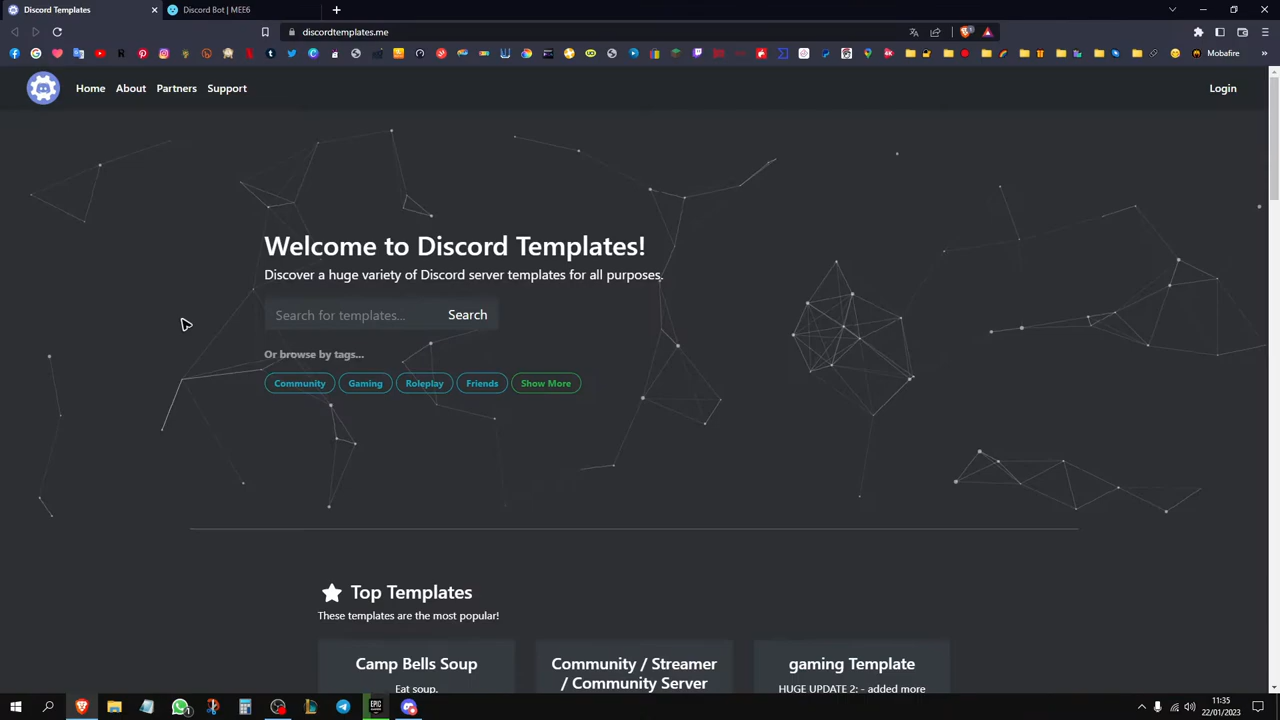 Discord Templates
Discord Bot | MEE6
discordtemplates.me
Mobafire
Home About Partners Support
Login
Welcome to Discord Templates!
Discover a huge variety of Discord server templates for all purposes.
Search for templates... Search
Or browse by tags...
Community Gaming Roleplay Friends Show More
Top Templates
These templates are the most popular!
Camp Bells Soup
Eat soup.
Community / Streamer
/ Community Server
gaming Template
HUGE UPDATE 2: - added more
11:35
22/01/2023